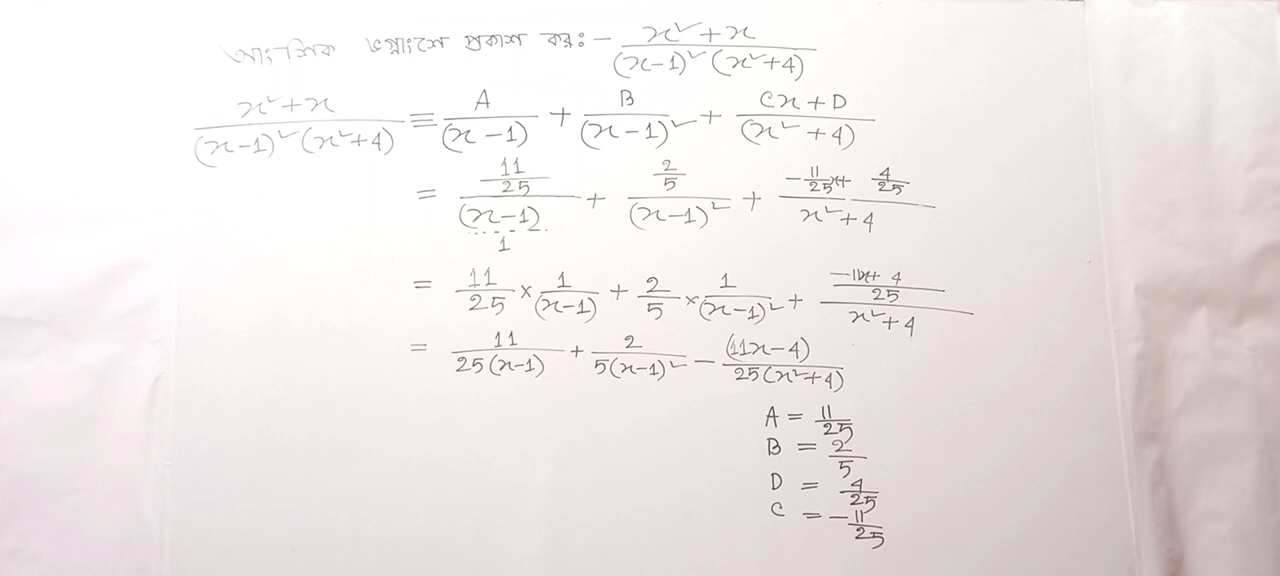 আংশিক ভগ্নাংশে প্রকাশ কর:- (x²+x)/((x-1)²(x²+4))
(x²+x)/((x-1)²(x²+4)) ≡ A/(x-1) + B/(x-1)² + (Cx+D)/(x²+4)
= (11/25)/(x-1) + (2/5)/(x-1)² + (-11/25 x + 4/25)/(x²+4)
1
= 11/25 × 1/(x-1) + 2/5 × 1/(x-1)² + ((-11x+4)/25)/(x²+4)
= 11/(25(x-1)) + 2/(5(x-1)²) - (11x-4)/(25(x²+4))
A = 11/25
B = 2/5
D = 4/25
C = -11/25